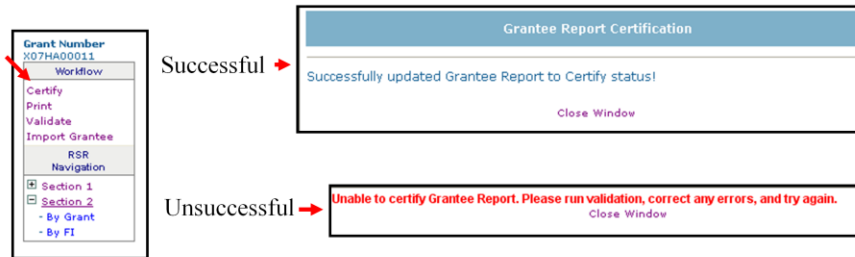 Grant Number
X07HA00011
Workflow
Certify
Print
Validate
Import Grantee
RSR
Navigation
Section 1
Section 2
- By Grant
- By FI
Successful
Grantee Report Certification
Successfully updated Grantee Report to Certify status!
Close Window
Unsuccessful
Unable to certify Grantee Report. Please run validation, correct any errors, and try again.
Close Window